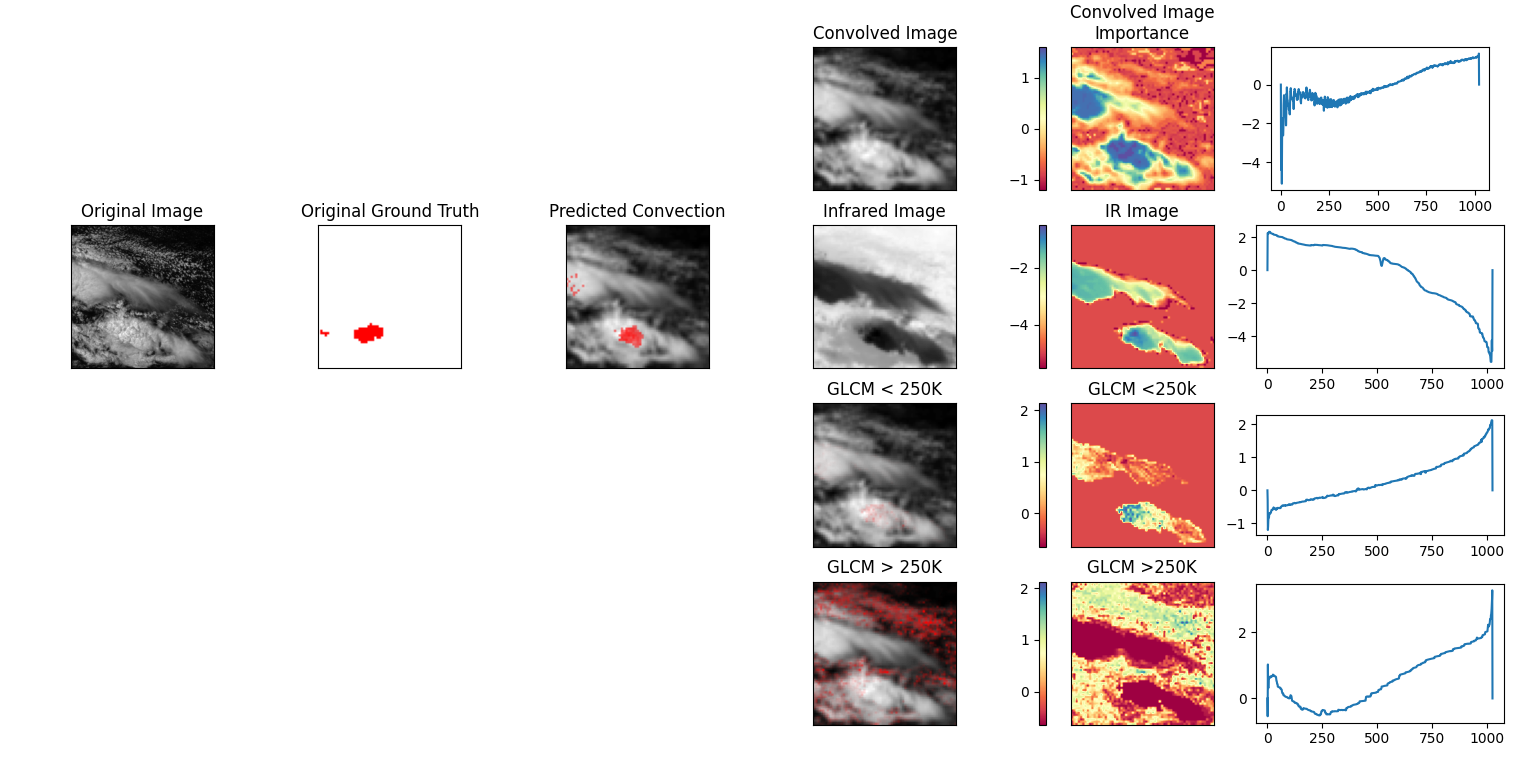 Convolved Image
Convolved Image
Importance
1
0
−1
0
−2
−4
0 250 500 750 1000
Original Image
Original Ground Truth
Predicted Convection
Infrared Image
IR Image
−2
−4
2
0
−2
−4
0 250 500 750 1000
GLCM < 250K
GLCM <250k
2
1
0
2
1
0
−1
0 250 500 750 1000
GLCM > 250K
GLCM >250K
2
1
0
2
0
0 250 500 750 1000